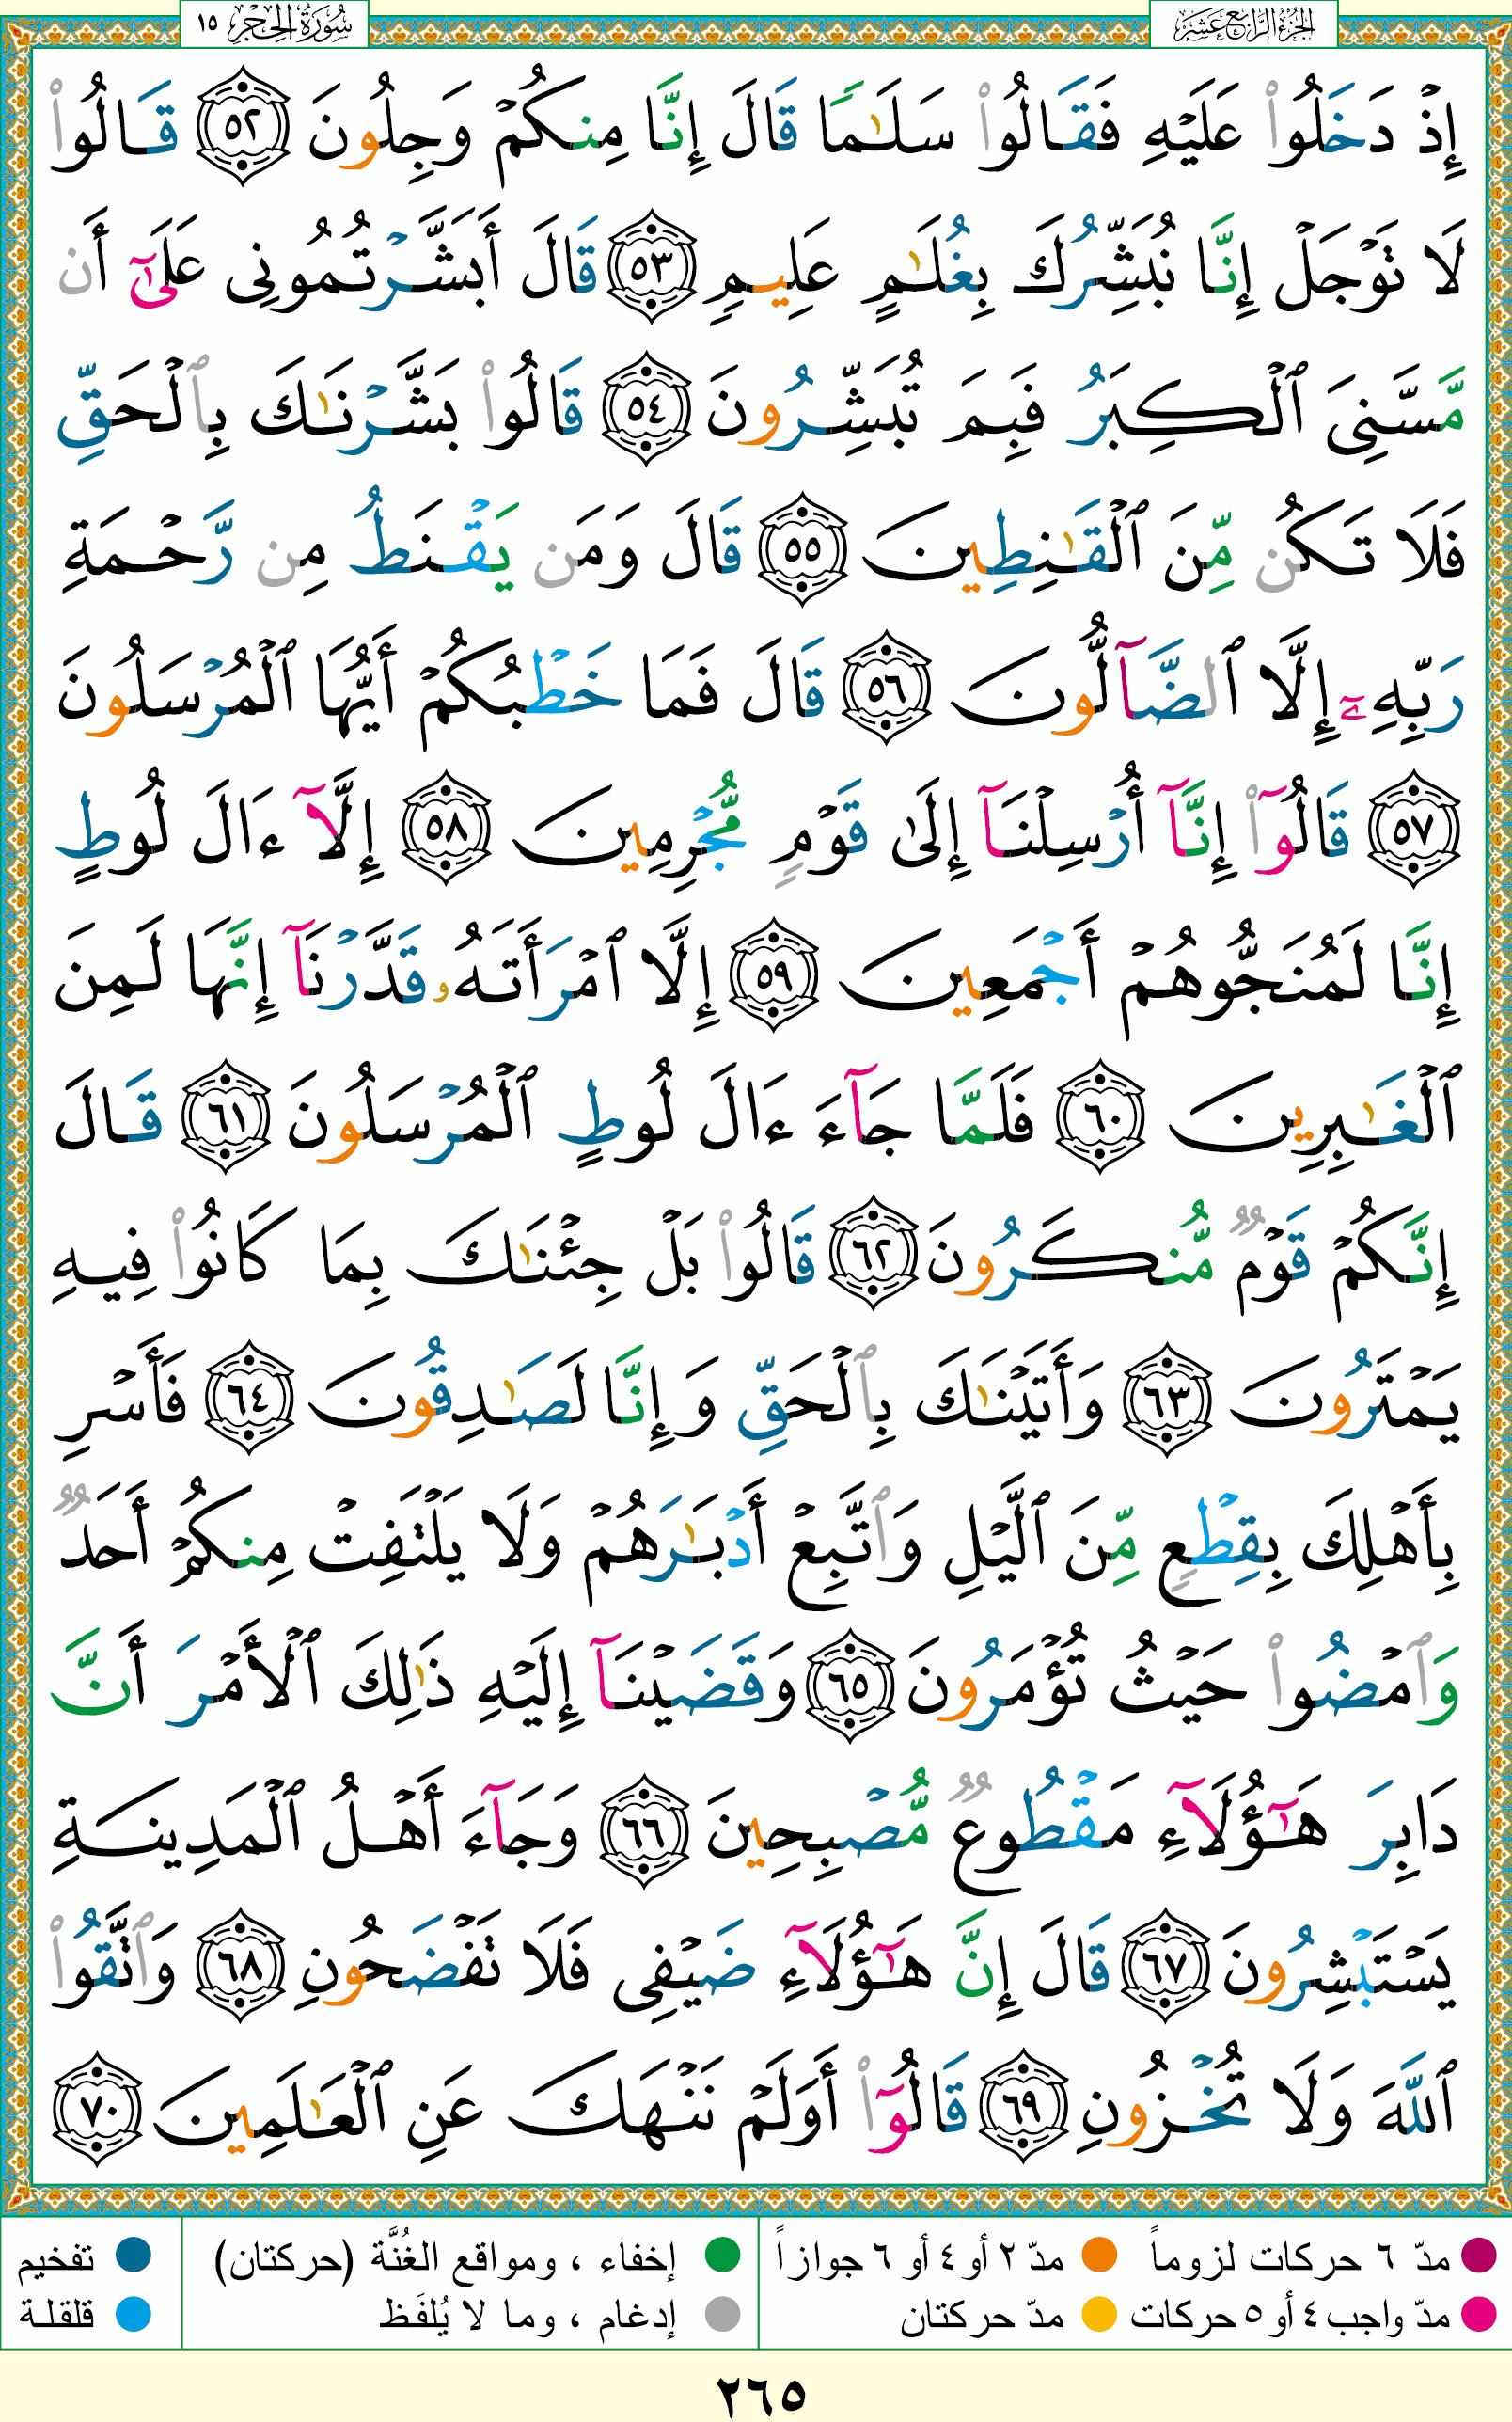 الجزء الرابع عشر
سورة الحجر ١٥
إِذۡ دَخَلُوا۟ عَلَيۡهِ فَقَالُوا۟ سَلَـٰمًا قَالَ إِنَّا مِنكُمۡ وَجِلُونَ ٥٢ قَالُوا۟
لَا تَوۡجَلۡ إِنَّا نُبَشِّرُكَ بِغُلَـٰمٍ عَلِيمٍ ٥٣ قَالَ أَبَشَّرۡتُمُونِى عَلَىٰٓ أَن
مَّسَّنِىَ ٱلۡكِبَرُ فَبِمَ تُبَشِّرُونَ ٥٤ قَالُوا۟ بَشَّرۡنَـٰكَ بِٱلۡحَقِّ
فَلَا تَكُن مِّنَ ٱلۡقَـٰنِطِينَ ٥٥ قَالَ وَمَن يَقۡنَطُ مِن رَّحۡمَةِ
رَبِّهِۦٓ إِلَّا ٱلضَّآلُّونَ ٥٦ قَالَ فَمَا خَطۡبُكُمۡ أَيُّهَا ٱلۡمُرۡسَلُونَ
٥٧ قَالُوٓا۟ إِنَّآ أُرۡسِلۡنَآ إِلَىٰ قَوۡمٍ مُّجۡرِمِينَ ٥٨ إِلَّآ ءَالَ لُوطٍ
إِنَّا لَمُنَجُّوهُمۡ أَجۡمَعِينَ ٥٩ إِلَّا ٱمۡرَأَتَهُۥ قَدَّرۡنَآ إِنَّهَا لَمِنَ
ٱلۡغَـٰبِرِينَ ٦٠ فَلَمَّا جَآءَ ءَالَ لُوطٍ ٱلۡمُرۡسَلُونَ ٦١ قَالَ
إِنَّكُمۡ قَوۡمٌ مُّنكَرُونَ ٦٢ قَالُوا۟ بَلۡ جِئۡنَـٰكَ بِمَا كَانُوا۟ فِيهِ
يَمۡتَرُونَ ٦٣ وَأَتَيۡنَـٰكَ بِٱلۡحَقِّ وَإِنَّا لَصَـٰدِقُونَ ٦٤ فَأَسۡرِ
بِأَهۡلِكَ بِقِطۡعٍ مِّنَ ٱلَّيۡلِ وَٱتَّبِعۡ أَدۡبَـٰرَهُمۡ وَلَا يَلۡتَفِتۡ مِنكُمۡ أَحَدٌ
وَٱمۡضُوا۟ حَيۡثُ تُؤۡمَرُونَ ٦٥ وَقَضَيۡنَآ إِلَيۡهِ ذَٰلِكَ ٱلۡأَمۡرَ أَنَّ
دَابِرَ هَـٰٓؤُلَآءِ مَقۡطُوعٌ مُّصۡبِحِينَ ٦٦ وَجَآءَ أَهۡلُ ٱلۡمَدِينَةِ
يَسۡتَبۡشِرُونَ ٦٧ قَالَ إِنَّ هَـٰٓؤُلَآءِ ضَيۡفِى فَلَا تَفۡضَحُونِ ٦٨ وَٱتَّقُوا۟
ٱللَّهَ وَلَا تُخۡزُونِ ٦٩ قَالُوٓا۟ أَوَلَمۡ نَنۡهَكَ عَنِ ٱلۡعَـٰلَمِينَ ٧٠
مدّ ٦ حركات لزوماً مدّ ٢ أو ٤ أو ٦ جوازاً إخفاء ، ومواقع الغُنَّة (حركتان) تفخيم
مدّ واجب ٤ أو ٥ حركات مدّ حركتان إدغام ، وما لا يُلفَظ قلقلة
٢٦٥